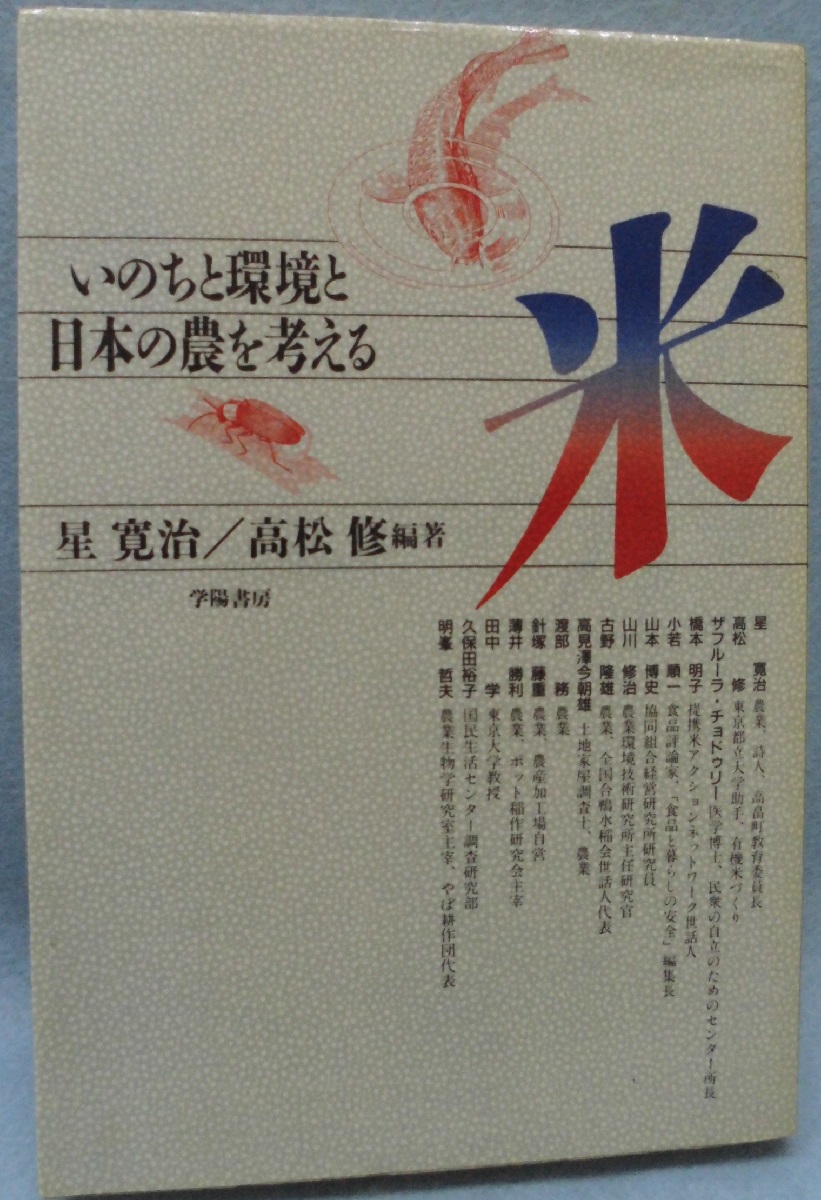 米
いのちと環境と
日本の農を考える
星 寛治／高松 修 編著
学陽書房
星 寛治 農業、詩人、高畠町教育委員長
高松 修 東京都立大学助手、有機米づくり
ザフルーラ・チョドゥリー 医学博士、民衆の自立のためのセンター所長
橋本 明子 提携米アクションネットワーク世話人
小若 順一 食品評論家、「食品と暮らしの安全」編集長
山本 博史 協同組合経営研究所研究員
山川 修治 農業環境技術研究所主任研究官
古野 隆雄 農業、全国合鴨水稲会世話人代表
高見澤今朝雄 土地家屋調査士、農業
渡部 務 農業
針塚 藤重 農業、農産加工場自営
薄井 勝利 農業、ポット稲作研究会主宰
田中 学 東京大学教授
久保田裕子 国民生活センター調査研究部
明峯 哲夫 農業生物学研究室主宰、やぼ耕作団代表